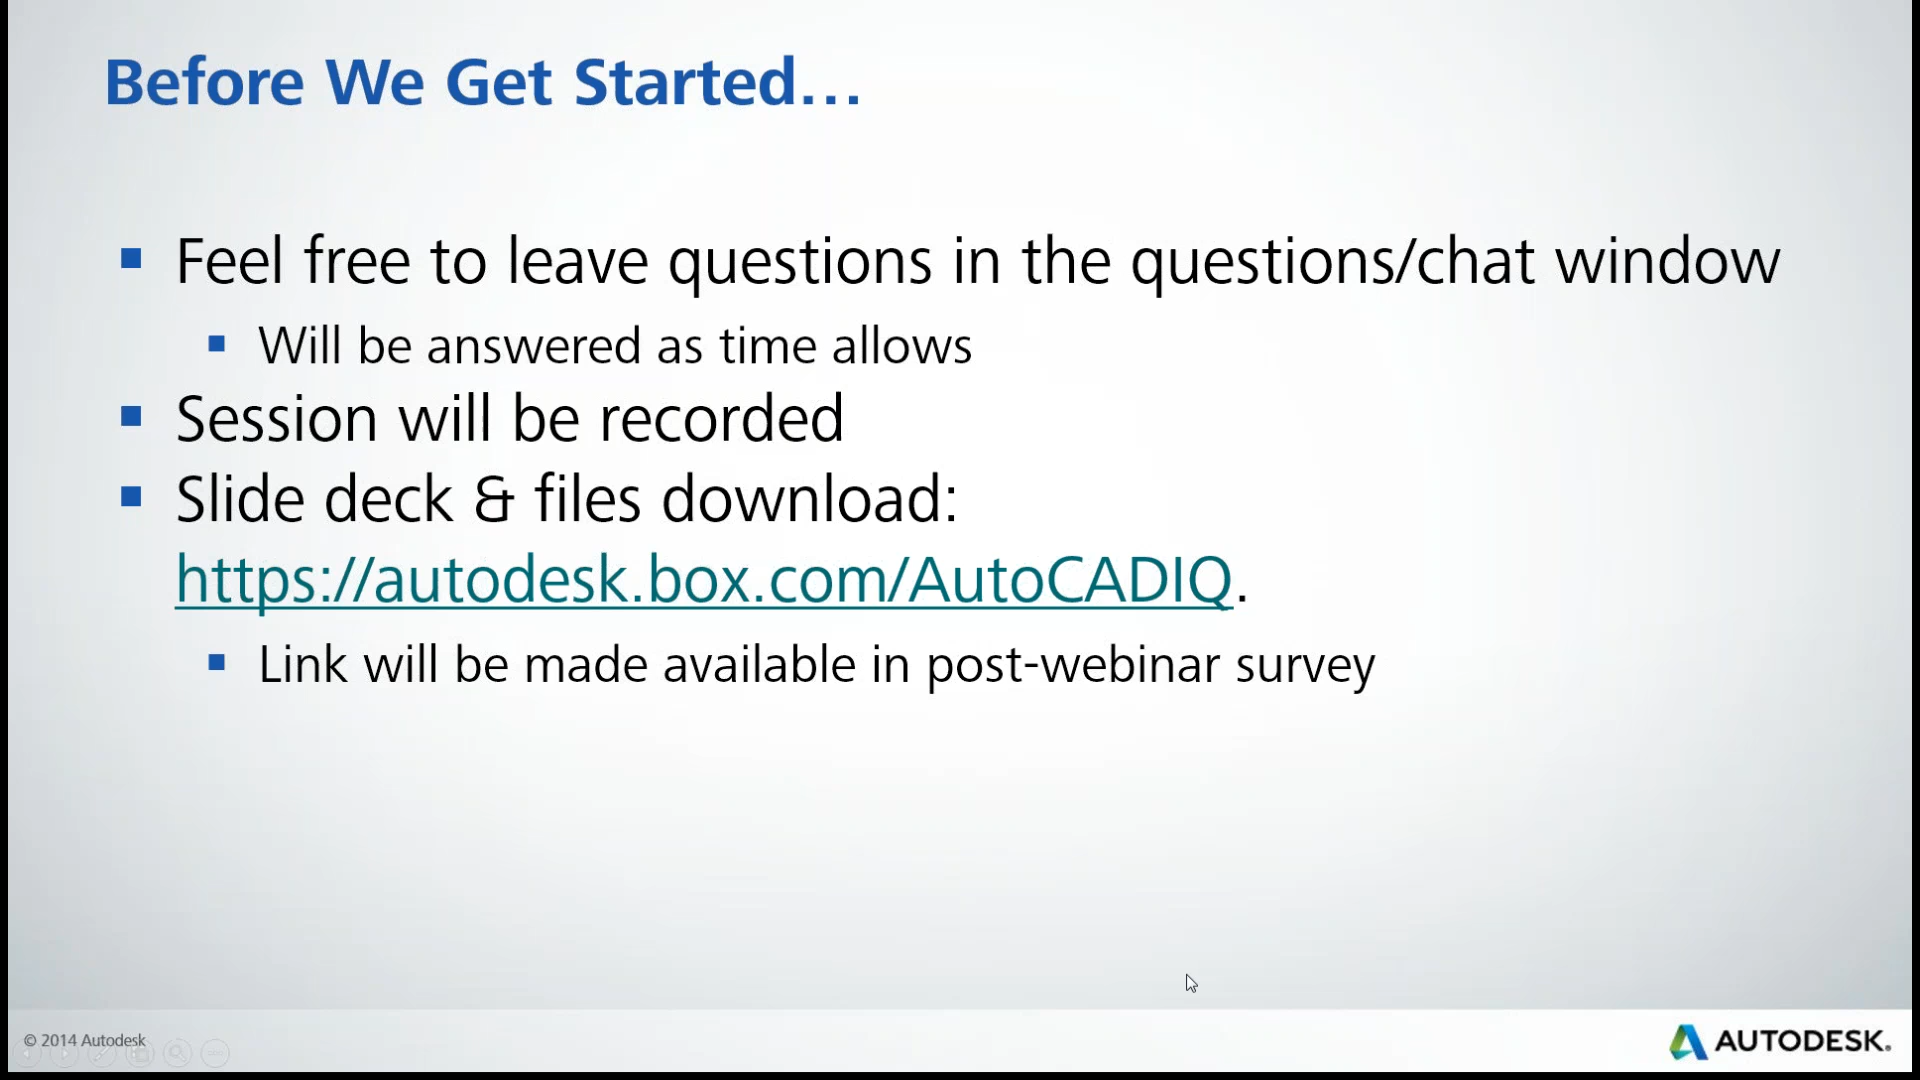 Before We Get Started...
Feel free to leave questions in the questions/chat window
Will be answered as time allows
Session will be recorded
Slide deck & files download:
https://autodesk.box.com/AutoCADIQ.
Link will be made available in post-webinar survey
© 2014 Autodesk
AUTODESK.